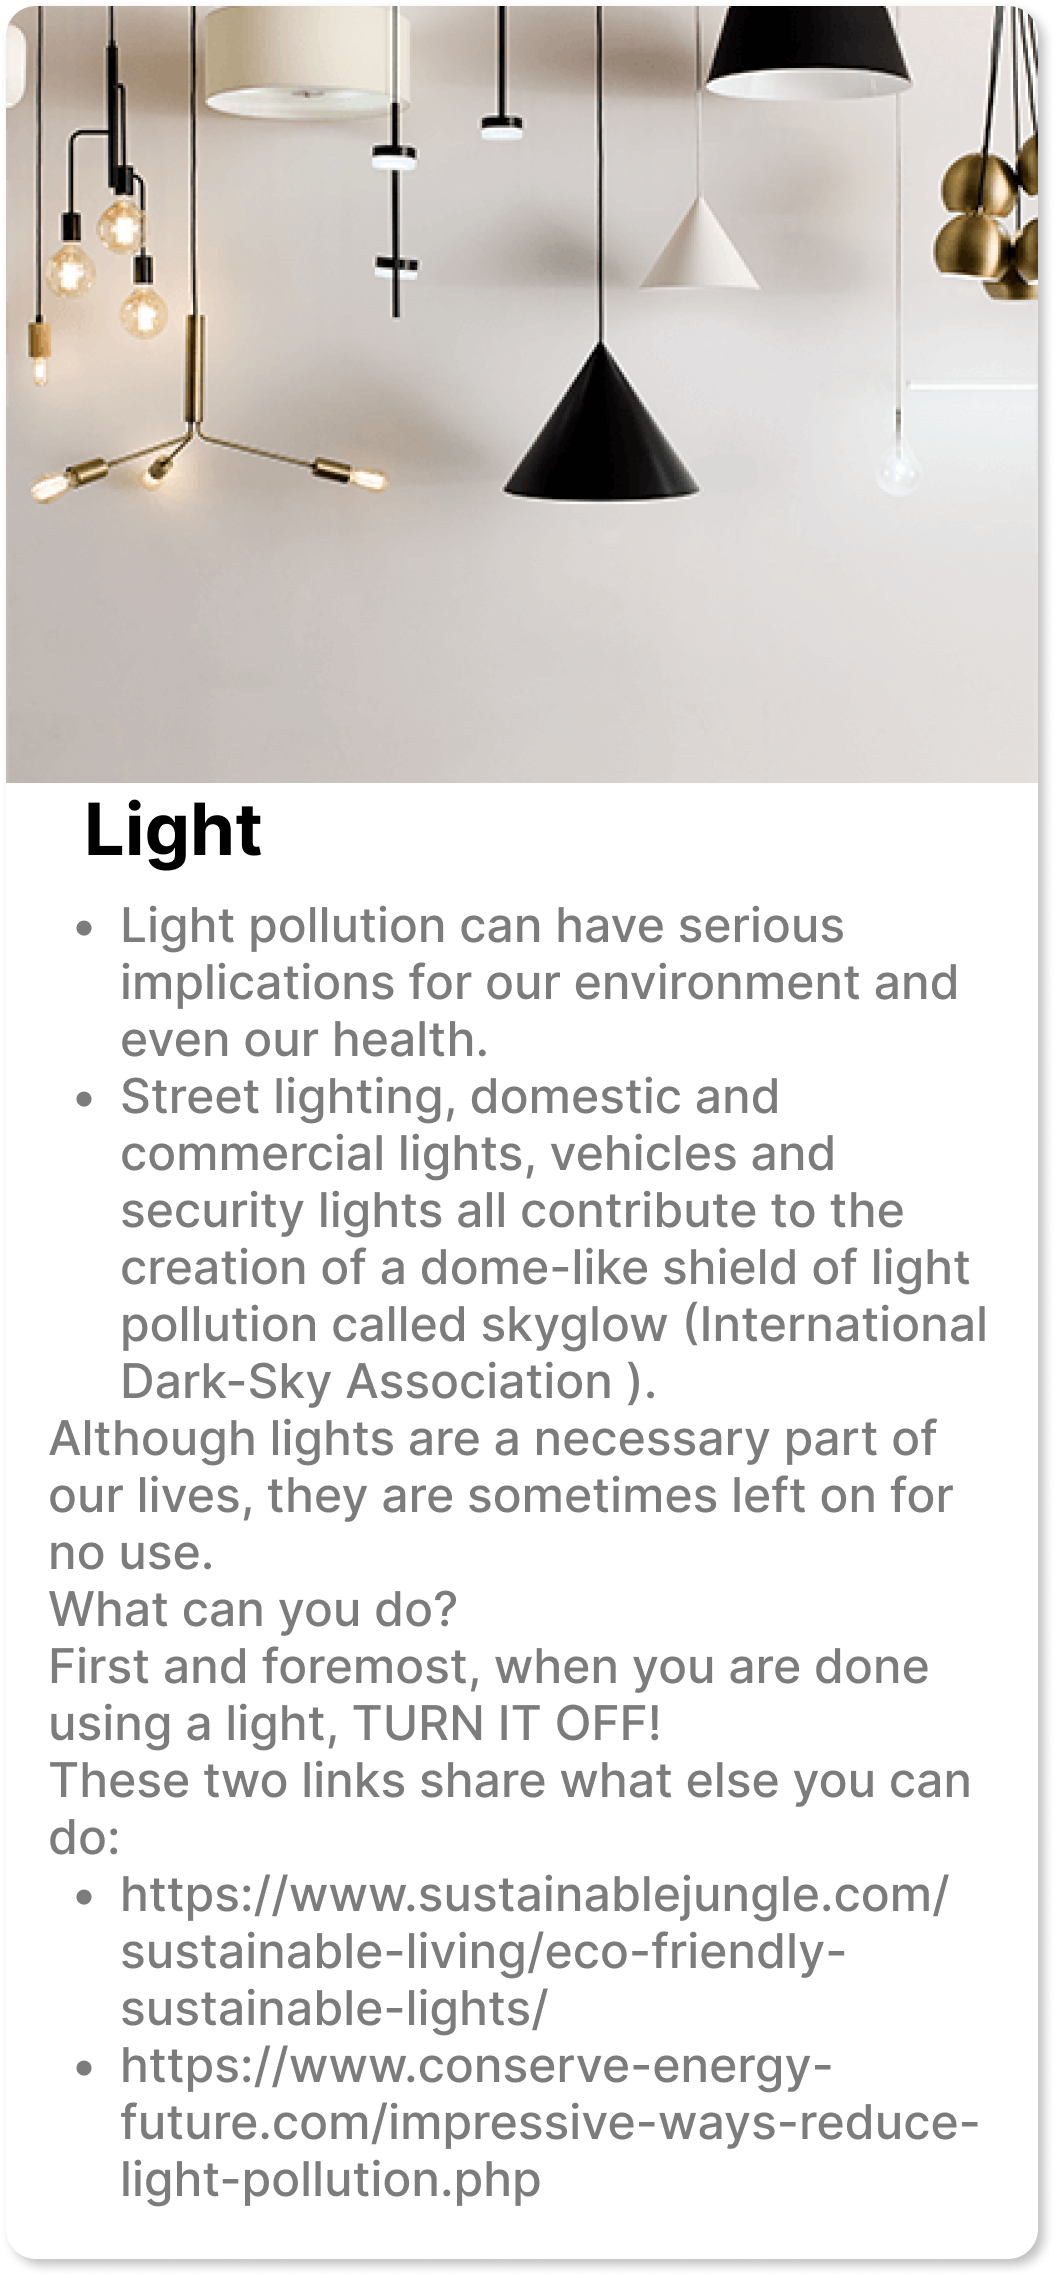 Light
• Light pollution can have serious
implications for our environment and
even our health.
• Street lighting, domestic and
commercial lights, vehicles and
security lights all contribute to the
creation of a dome-like shield of light
pollution called skyglow (International
Dark-Sky Association ).
Although lights are a necessary part of
our lives, they are sometimes left on for
no use.
What can you do?
First and foremost, when you are done
using a light, TURN IT OFF!
These two links share what else you can
do:
• https://www.sustainablejungle.com/
sustainable-living/eco-friendly-
sustainable-lights/
• https://www.conserve-energy-
future.com/impressive-ways-reduce-
light-pollution.php